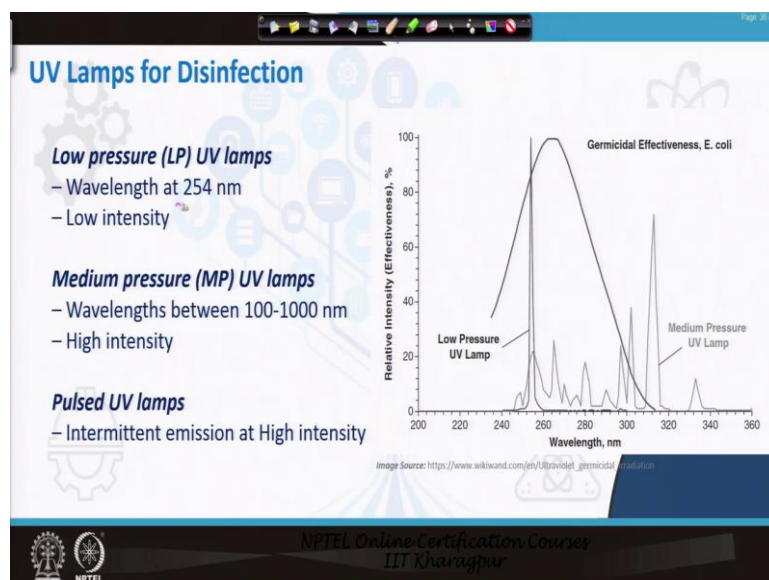 Page 36
UV Lamps for Disinfection
Low pressure (LP) UV lamps
– Wavelength at 254 nm
– Low intensity
Medium pressure (MP) UV lamps
– Wavelengths between 100-1000 nm
– High intensity
Pulsed UV lamps
– Intermittent emission at High intensity
Germicidal Effectiveness, E. coli
Relative Intensity (Effectiveness), %
100
80
60
40
20
0
Low Pressure
UV Lamp
Medium Pressure
UV Lamp
200 220 240 260 280 300 320 340 360
Wavelength, nm
Image Source: https://www.wikiwand.com/en/Ultraviolet_germicidal_irradiation
NPTEL Online Certification Courses
IIT Kharagpur
NPTEL